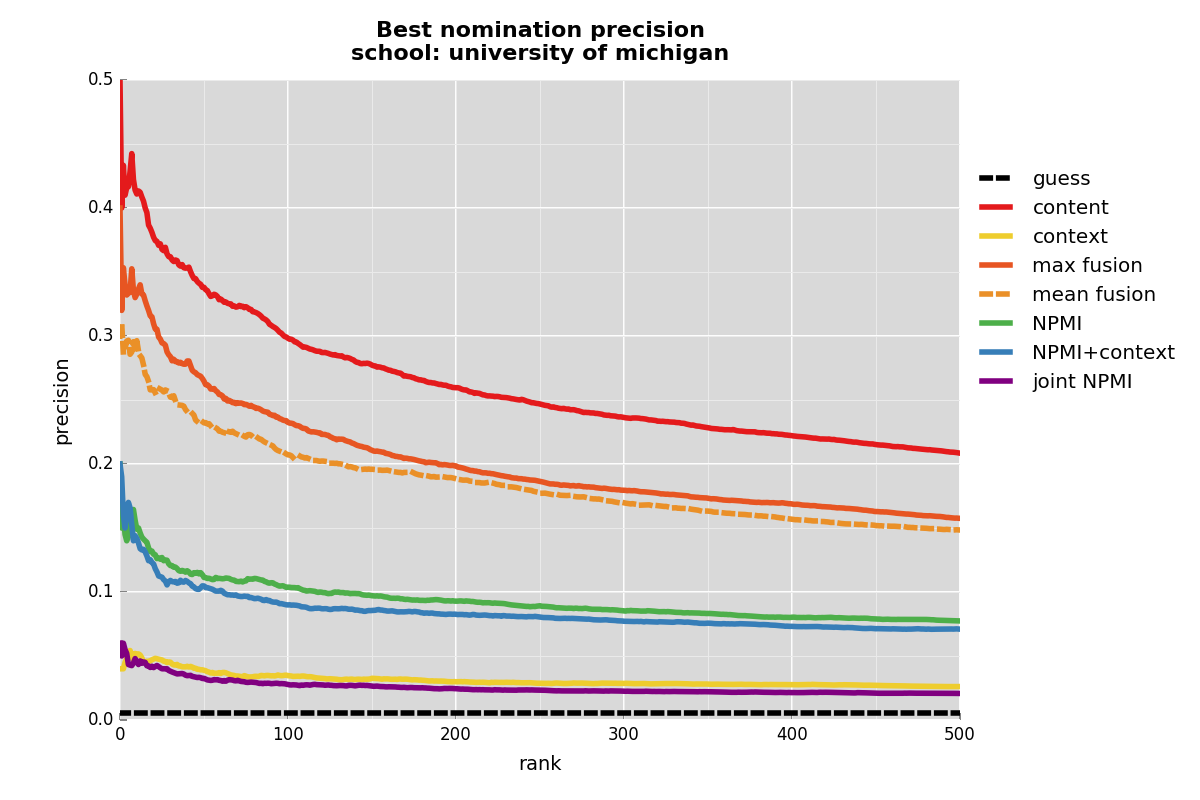 Best nomination precision
school: university of michigan
precision
0.5
0.4
0.3
0.2
0.1
0.0
0 100 200 300 400 500
rank
guess
content
context
max fusion
mean fusion
NPMI
NPMI+context
joint NPMI